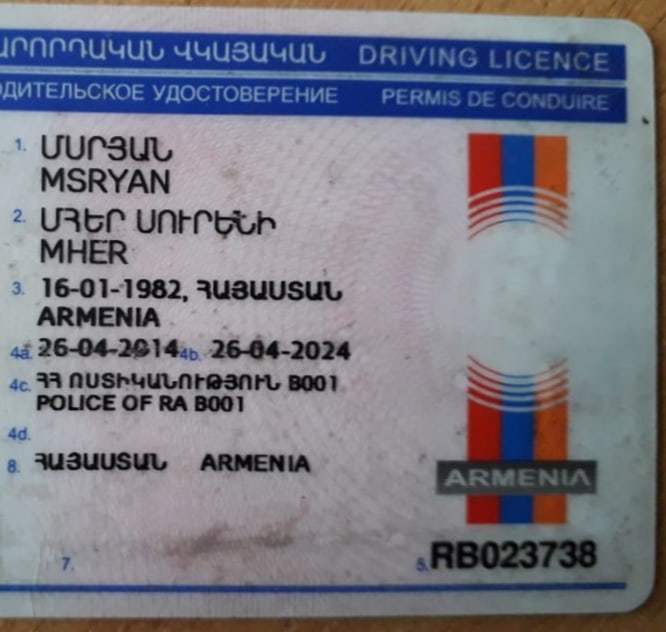 ՎԱՐՈՐԴԱԿԱՆ ՎԿԱՅԱԿԱՆ DRIVING LICENCE
ВОДИТЕЛЬСКОЕ УДОСТОВЕРЕНИЕ PERMIS DE CONDUIRE
1. ՄՍՐՅԱՆ
MSRYAN
2. ՄՀԵՐ ՍՈՒՐԵՆԻ
MHER
3. 16-01-1982, ՀԱՅԱՍՏԱՆ
ARMENIA
4a. 26-04-2014 4b. 26-04-2024
4c. ՀՀ ՈՍՏԻԿԱՆՈՒԹՅՈՒՆ B001
POLICE OF RA B001
4d.
8. ՀԱՅԱՍՏԱՆ ARMENIA
ARMENIA
7. 5. RB023738